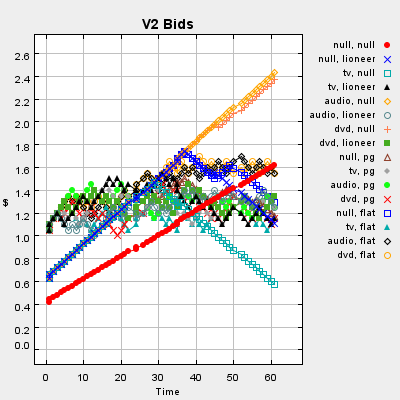 V2 Bids
2.6
2.4
2.2
2.0
1.8
1.6
1.4
1.2
1.0
0.8
0.6
0.4
0.2
0.0
$
0 10 20 30 40 50 60
Time
null, null
null, lioneer
tv, null
tv, lioneer
audio, null
audio, lioneer
dvd, null
dvd, lioneer
null, pg
tv, pg
audio, pg
dvd, pg
null, flat
tv, flat
audio, flat
dvd, flat